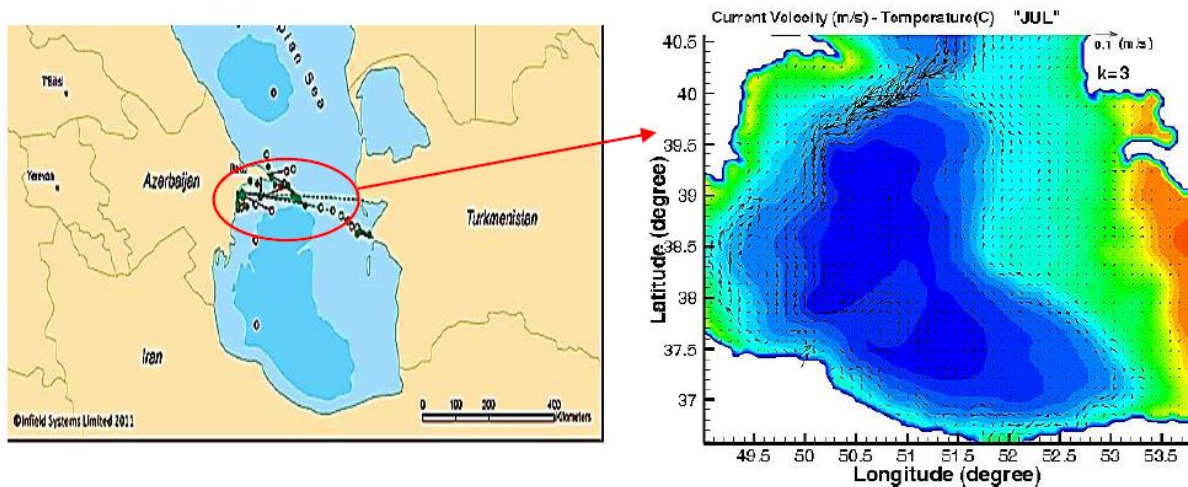 pian Sea
Tbilisi
Yerevan
Azerbaijan
Baku
Turkmenistan
Iran
©Infield Systems Limited 2011
0 100 200 400
Kilometers
Current Velocity (m/s) - Temperature(C) "JUL"
0.1 (m/s)
k=3
Latitude (degree)
40.5
40
39.5
39
38.5
38
37.5
37
49.5 50 50.5 51 51.5 52 52.5 53 53.5
Longitude (degree)